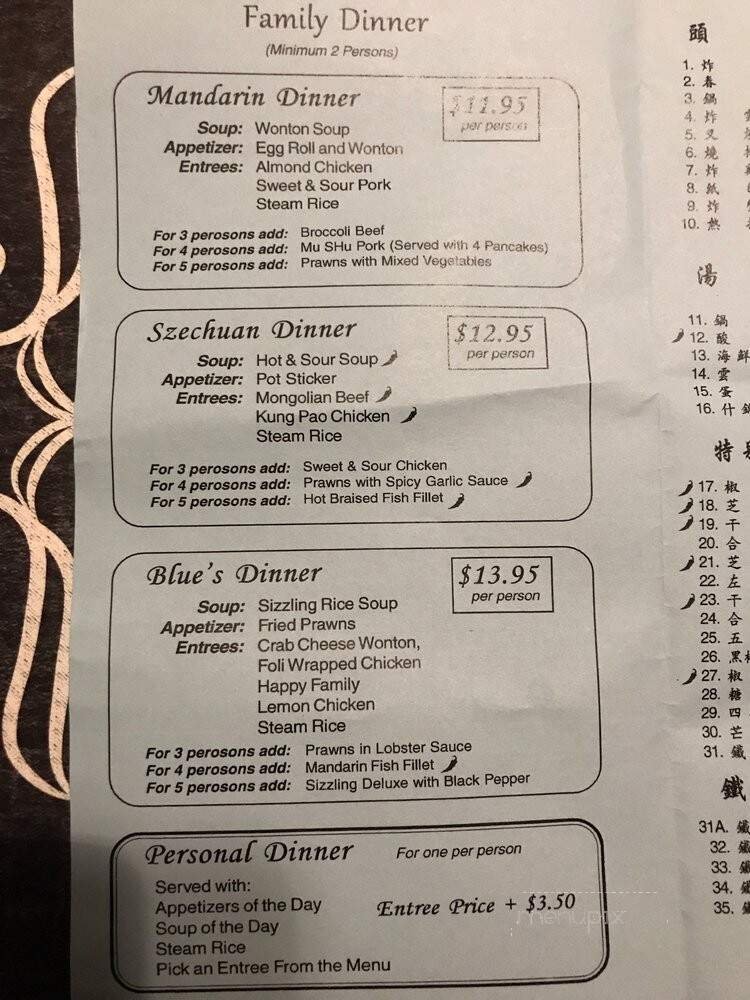 Family Dinner
(Minimum 2 Persons)
Mandarin Dinner
$11.95
per person
Soup: Wonton Soup
Appetizer: Egg Roll and Wonton
Entrees: Almond Chicken
Sweet & Sour Pork
Steam Rice
For 3 perosons add: Broccoli Beef
For 4 perosons add: Mu SHu Pork (Served with 4 Pancakes)
For 5 perosons add: Prawns with Mixed Vegetables
Szechuan Dinner
$12.95
per person
Soup: Hot & Sour Soup
Appetizer: Pot Sticker
Entrees: Mongolian Beef
Kung Pao Chicken
Steam Rice
For 3 perosons add: Sweet & Sour Chicken
For 4 perosons add: Prawns with Spicy Garlic Sauce
For 5 perosons add: Hot Braised Fish Fillet
Blue's Dinner
$13.95
per person
Soup: Sizzling Rice Soup
Appetizer: Fried Prawns
Entrees: Crab Cheese Wonton,
Foli Wrapped Chicken
Happy Family
Lemon Chicken
Steam Rice
For 3 perosons add: Prawns in Lobster Sauce
For 4 perosons add: Mandarin Fish Fillet
For 5 perosons add: Sizzling Deluxe with Black Pepper
Personal Dinner
For one per person
Served with:
Appetizers of the Day
Soup of the Day
Steam Rice
Pick an Entree From the Menu
Entree Price + $3.50
menupix
頭
1. 炸
2. 春
3. 鍋
4. 炸
5. 叉
6. 燒
7. 炸
8. 紙
9. 炸
10. 熱
湯
11. 鍋
12. 酸
13. 海 鮮
14. 雲
15. 蛋
16. 什
特
17. 椒
18. 芝
19. 干
20. 合
21. 芝
22. 左
23. 干
24. 合
25. 五
26. 黑
27. 椒
28. 糖
29. 四
30. 芒
31. 鐵
鐵
31A. 鐵
32. 鐵
33. 鐵
34. 鐵
35.